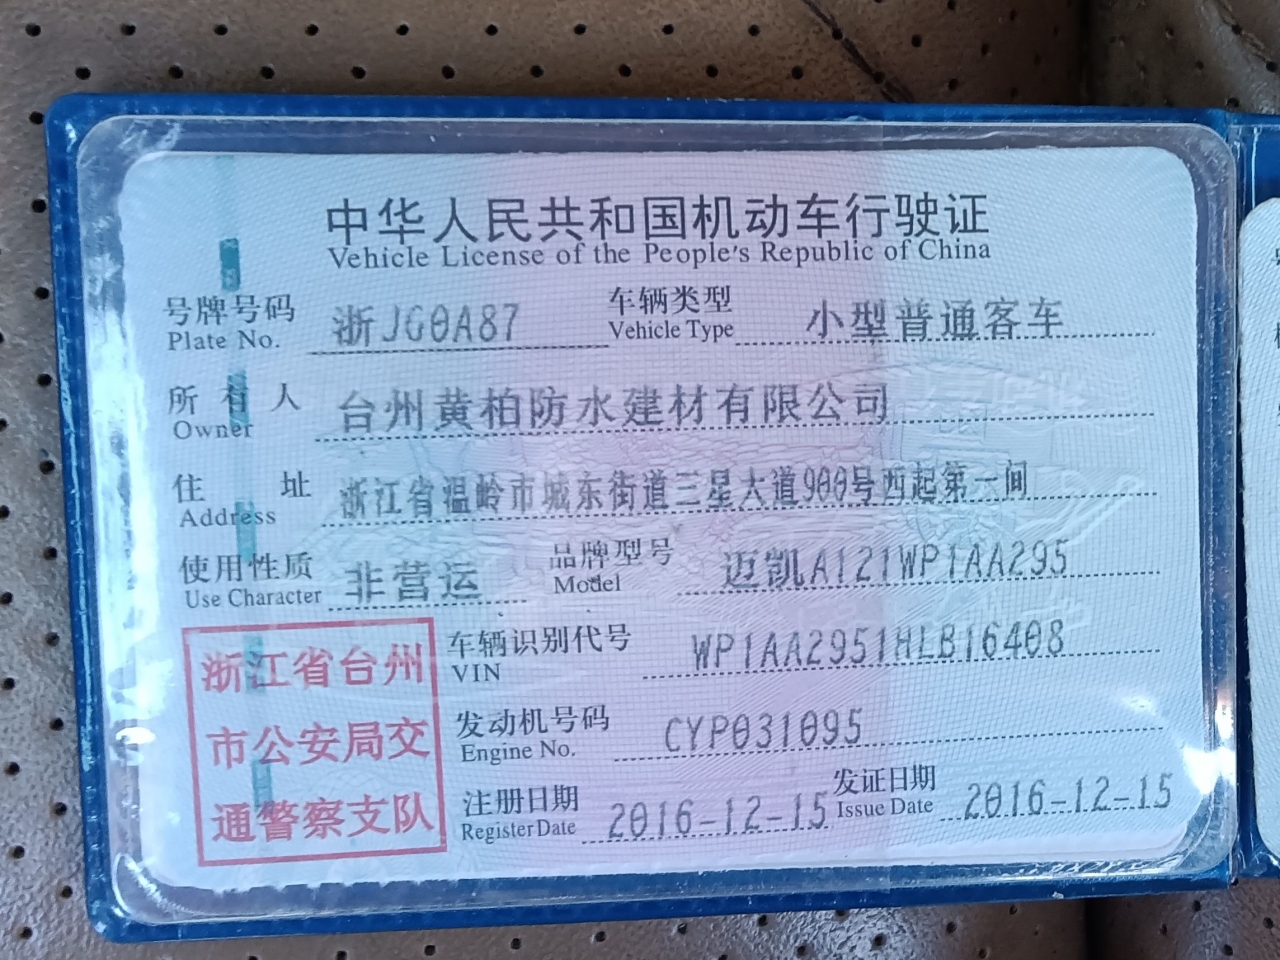 中华人民共和国机动车行驶证
Vehicle License of the People's Republic of China
号牌号码 浙JG0A87 车辆类型 小型普通客车
Plate No. Vehicle Type
所有人 台州黄柏防水建材有限公司
Owner
住址 浙江省温岭市城东街道三星大道900号西起第一间
Address
使用性质 非营运 品牌型号 迈凯A121WP1AA295
Use Character Model
车辆识别代号 WP1AA2951HLB16408
VIN
发动机号码 CYP031095
Engine No.
注册日期 2016-12-15 发证日期 2016-12-15
Register Date Issue Date
浙江省台州
市公安局交
通警察支队